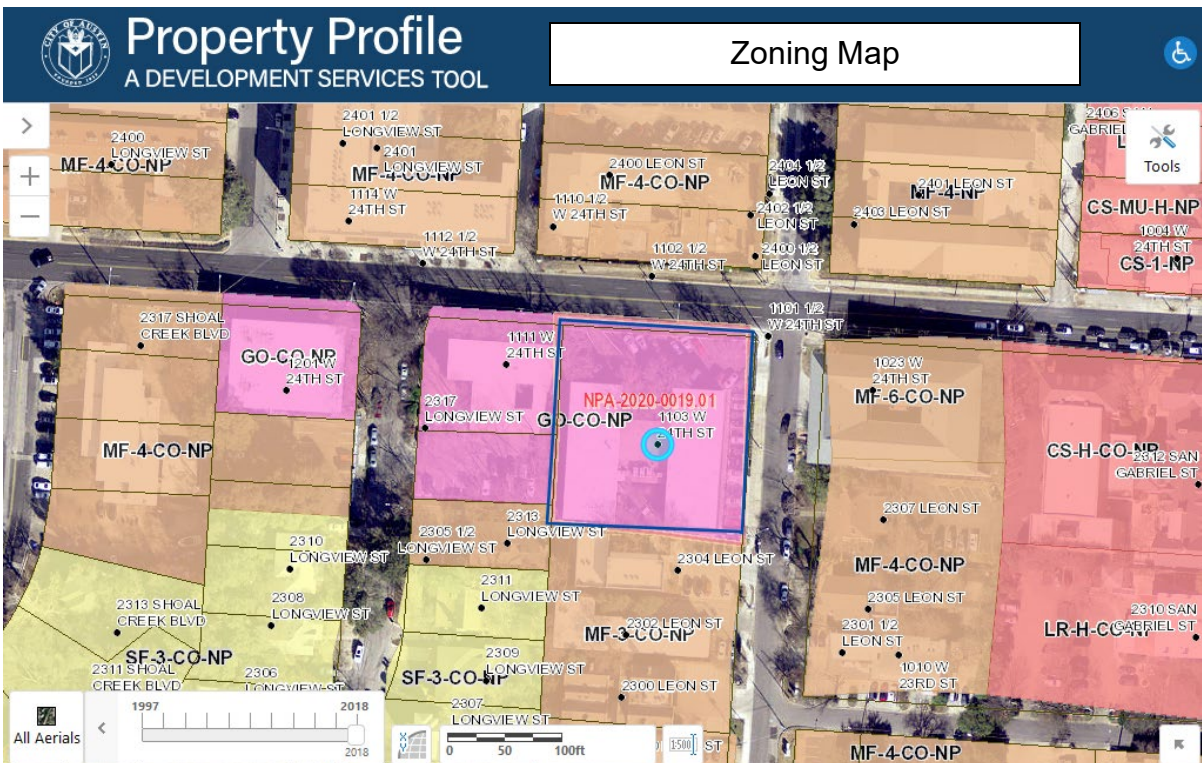 Property Profile
A DEVELOPMENT SERVICES TOOL
Zoning Map
CITY OF AUSTIN
Tools
2400
LONGVIEW ST
MF-4-CO-NP
2401 1/2
LONGVIEW ST
2401
LONGVIEW ST
MF-4-CO-NP
1114 W
24TH ST
1112 1/2
W 24TH ST
2400 LEON ST
MF-4-CO-NP
1110 1/2
W 24TH ST
2404 1/2
LEON ST
2402 1/2
LEON ST
2400 1/2
LEON ST
1102 1/2
W 24TH ST
2401 LEON ST
MF-4-NP
2403 LEON ST
GABRIEL
CS-MU-H-NP
1004 W
24TH ST
CS-1-NP
1101 1/2
W 24TH ST
2317 SHOAL
CREEK BLVD
GO-CO-NP
1201 W
24TH ST
MF-4-CO-NP
1111 W
24TH ST
2317
LONGVIEW ST
GO-CO-NP
NPA-2020-0019.01
1103 W
24TH ST
1023 W
24TH ST
MF-6-CO-NP
CS-H-CO-NP
2312 SAN
GABRIEL ST
2307 LEON ST
2310
LONGVIEW ST
2305 1/2
LONGVIEW ST
2313
LONGVIEW ST
2304 LEON ST
MF-4-CO-NP
2311
LONGVIEW ST
2308
LONGVIEW ST
2313 SHOAL
CREEK BLVD
2302 LEON ST
MF-3-CO-NP
2305 LEON ST
2301 1/2
LEON ST
1010 W
23RD ST
2310 SAN
GABRIEL ST
LR-H-CO-NP
SF-3-CO-NP
2311 SHOAL
CREEK BLVD
2306
LONGVIEW ST
2309
LONGVIEW ST
SF-3-CO-NP
2300 LEON ST
2307
LONGVIEW ST
MF-4-CO-NP
All Aerials
1997
2018
2018
X
Y
0 50 100ft
1500
ST